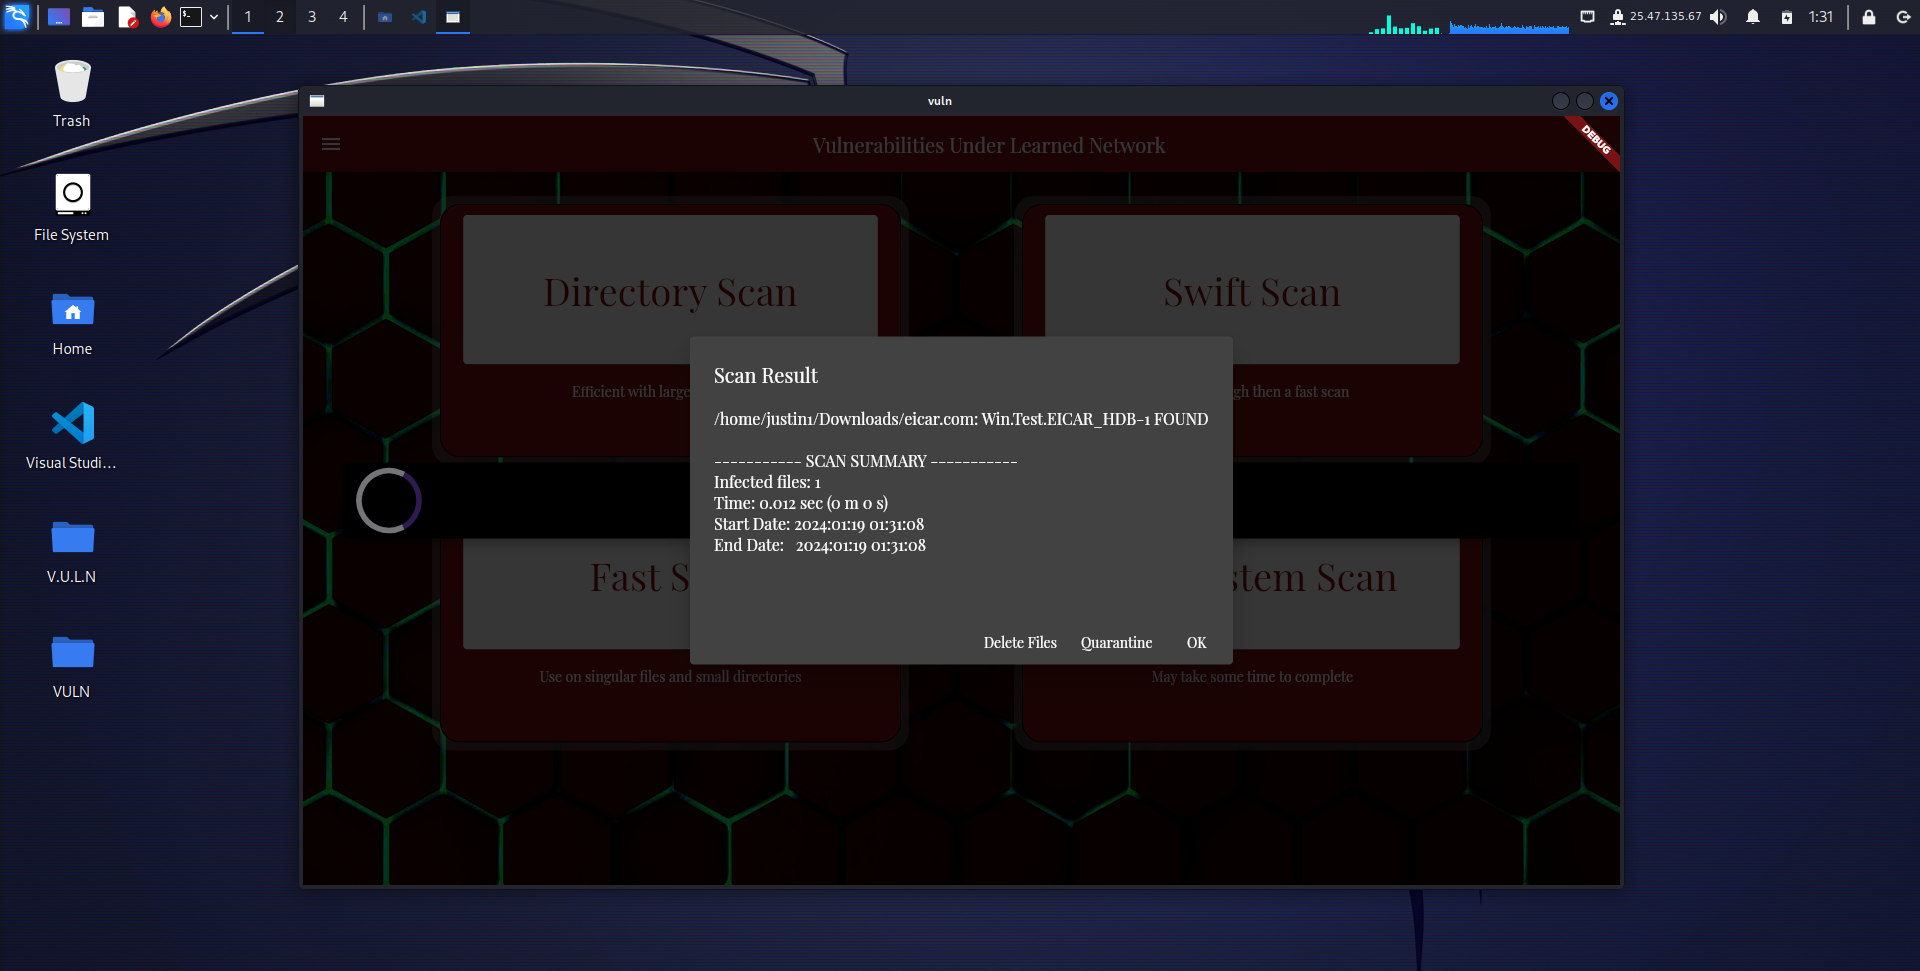 1 2 3 4
25.47.135.67
1:31
Trash
File System
Home
Visual Studi...
V.U.L.N
VULN
vuln
Vulnerabilities Under Learned Network
DEBUG
Directory Scan
Swift Scan
Efficient with large
gh then a fast scan
Scan Result
/home/justin1/Downloads/eicar.com: Win.Test.EICAR_HDB-1 FOUND
----------- SCAN SUMMARY -----------
Infected files: 1
Time: 0.012 sec (0 m 0 s)
Start Date: 2024:01:19 01:31:08
End Date:   2024:01:19 01:31:08
Delete Files Quarantine OK
Fast S
stem Scan
Use on singular files and small directories
May take some time to complete